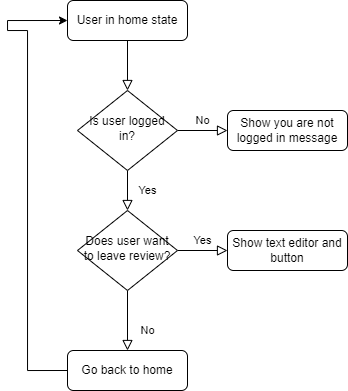 User in home state
Is user logged
in?
No
Show you are not
logged in message
Yes
Does user want
to leave review?
Yes
Show text editor and
button
No
Go back to home